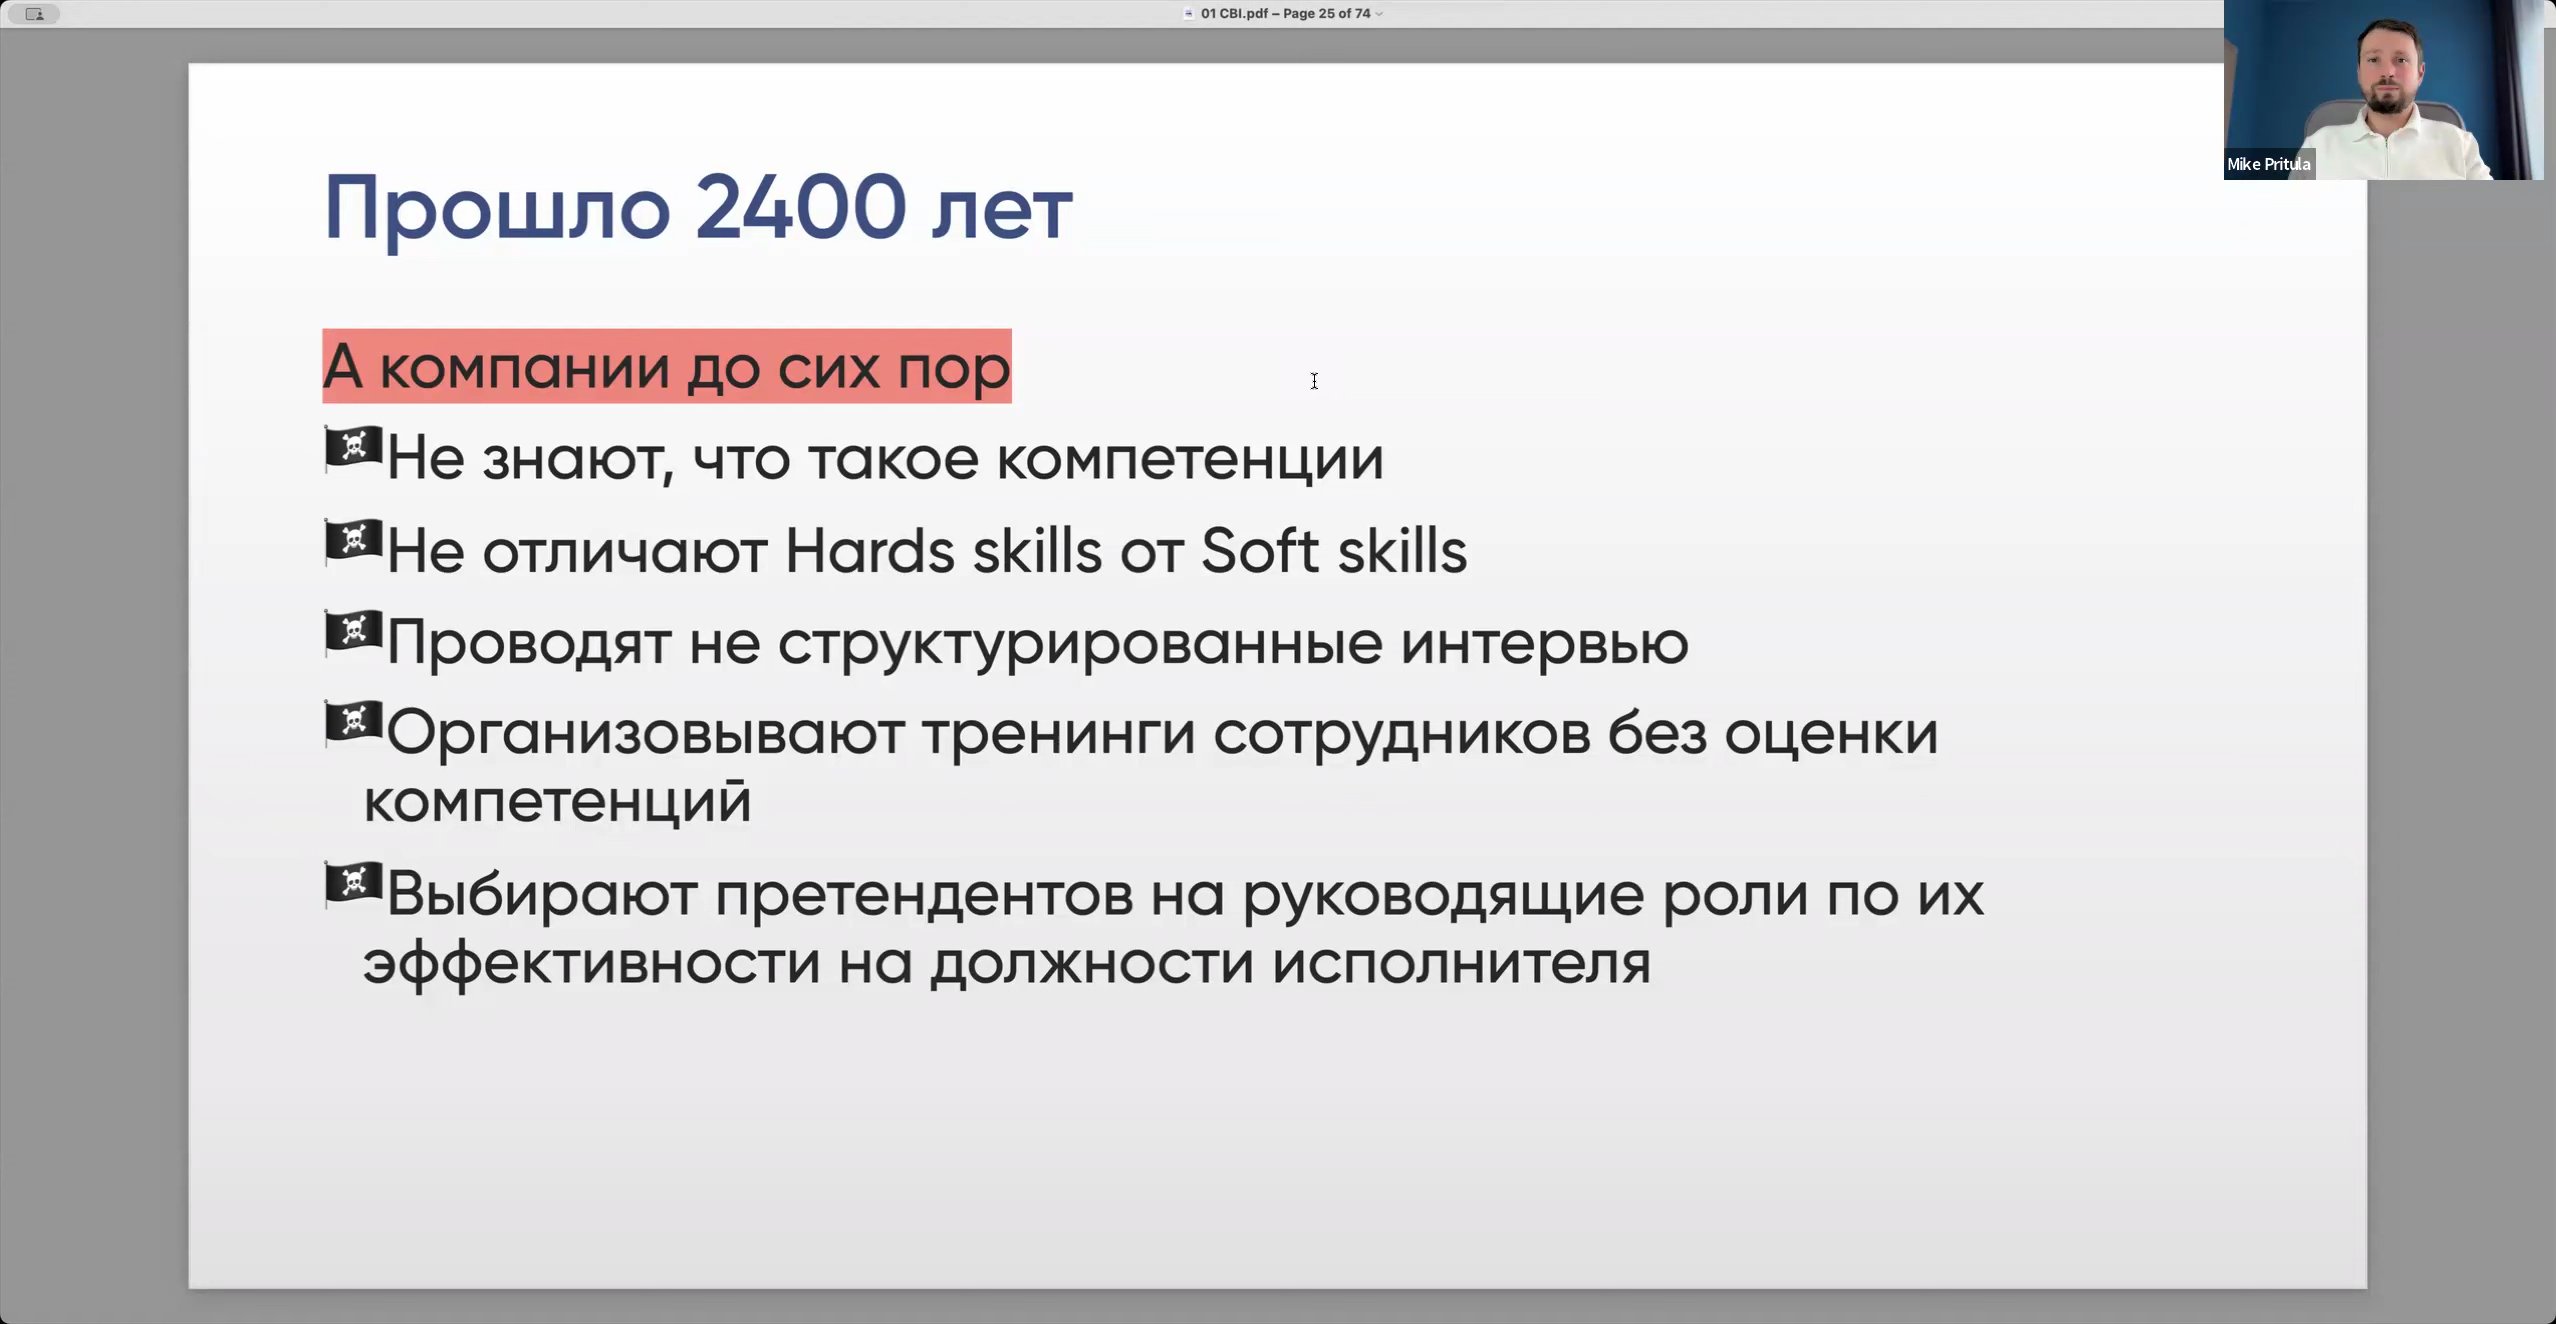 01 CBI.pdf – Page 25 of 74
Mike Pritula
Прошло 2400 лет
А компании до сих пор
🏴‍☠️Не знают, что такое компетенции
🏴‍☠️Не отличают Hards skills от Soft skills
🏴‍☠️Проводят не структурированные интервью
🏴‍☠️Организовывают тренинги сотрудников без оценки
компетенций
🏴‍☠️Выбирают претендентов на руководящие роли по их
эффективности на должности исполнителя